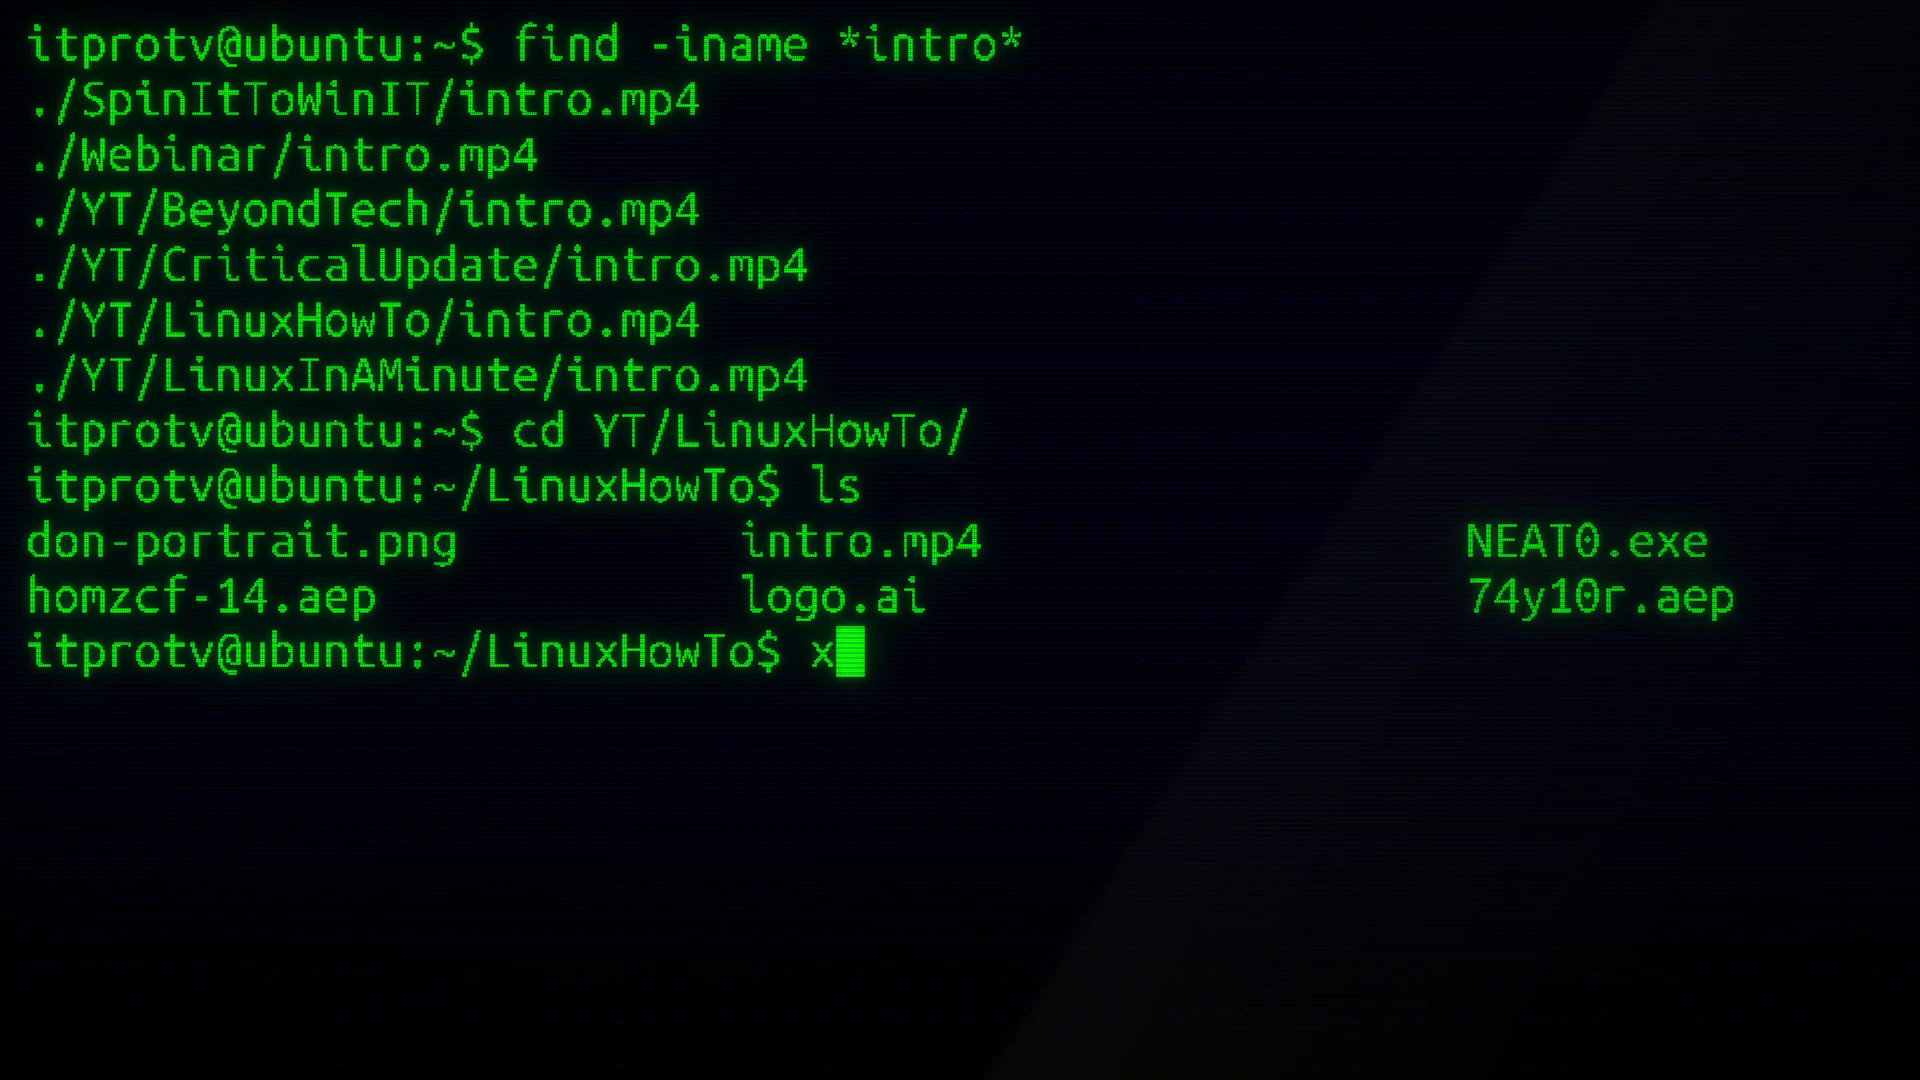 itprotv@ubuntu:~$ find -iname *intro*
./SpinItToWinIT/intro.mp4
./Webinar/intro.mp4
./YT/BeyondTech/intro.mp4
./YT/CriticalUpdate/intro.mp4
./YT/LinuxHowTo/intro.mp4
./YT/LinuxInAMinute/intro.mp4
itprotv@ubuntu:~$ cd YT/LinuxHowTo/
itprotv@ubuntu:~/LinuxHowTo$ ls
don-portrait.png intro.mp4 NEAT0.exe
homzcf-14.aep logo.ai 74y10r.aep
itprotv@ubuntu:~/LinuxHowTo$ x